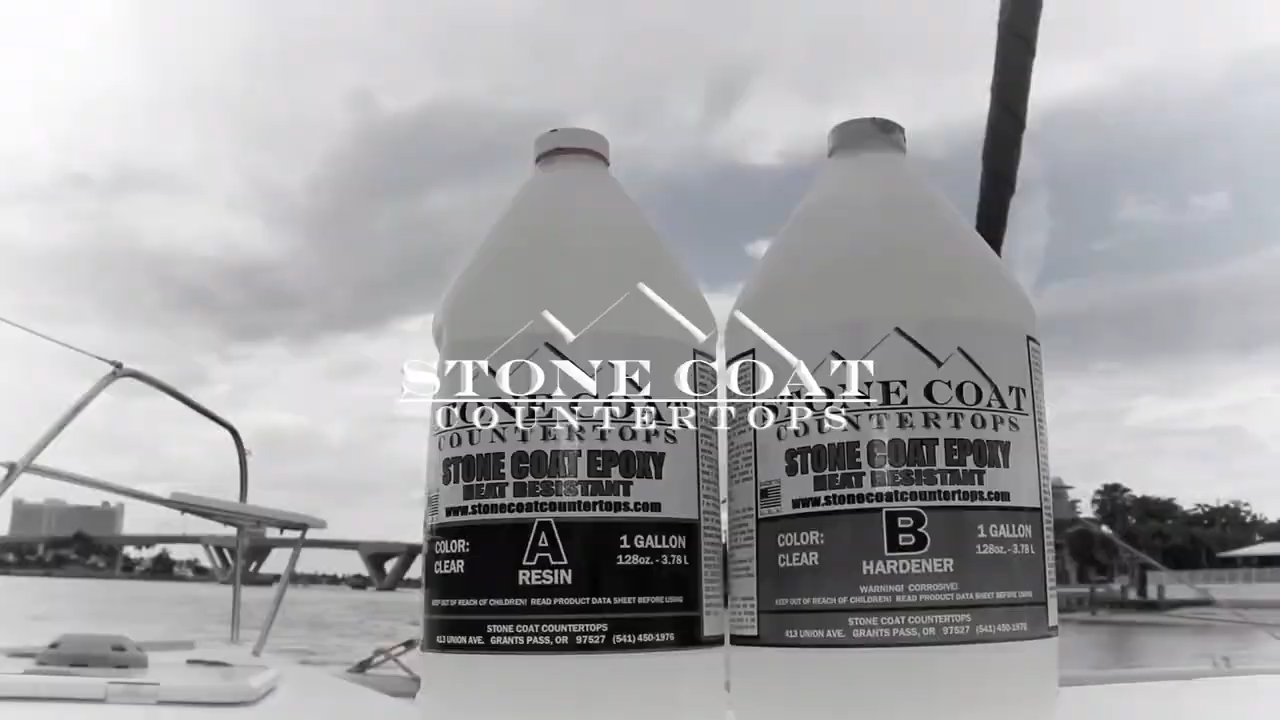 STONE COAT
COUNTERTOPS
STONE COAT
COUNTERTOPS
STONE COAT EPOXY
HEAT RESISTANT
www.stonecoatcountertops.com
COLOR:
CLEAR
A
RESIN
1 GALLON
128oz. - 3.78 L
KEEP OUT OF REACH OF CHILDREN! READ PRODUCT DATA SHEET BEFORE USING
STONE COAT COUNTERTOPS
413 UNION AVE. GRANTS PASS, OR 97527 (541) 450-1976
STONE COAT
COUNTERTOPS
STONE COAT EPOXY
HEAT RESISTANT
www.stonecoatcountertops.com
COLOR:
CLEAR
B
HARDENER
1 GALLON
128oz. - 3.78 L
WARNING! CORROSIVE!
KEEP OUT OF REACH OF CHILDREN! READ PRODUCT DATA SHEET BEFORE USING
STONE COAT COUNTERTOPS
413 UNION AVE. GRANTS PASS, OR 97527 (541) 450-1976